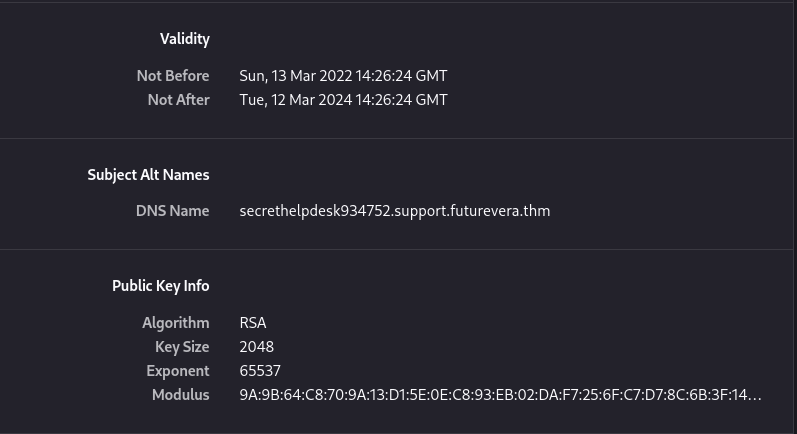 Validity
Not Before Sun, 13 Mar 2022 14:26:24 GMT
Not After Tue, 12 Mar 2024 14:26:24 GMT
Subject Alt Names
DNS Name secrethelpdesk934752.support.futurevera.thm
Public Key Info
Algorithm RSA
Key Size 2048
Exponent 65537
Modulus 9A:9B:64:C8:70:9A:13:D1:5E:0E:C8:93:EB:02:DA:F7:25:6F:C7:D7:8C:6B:3F:14…